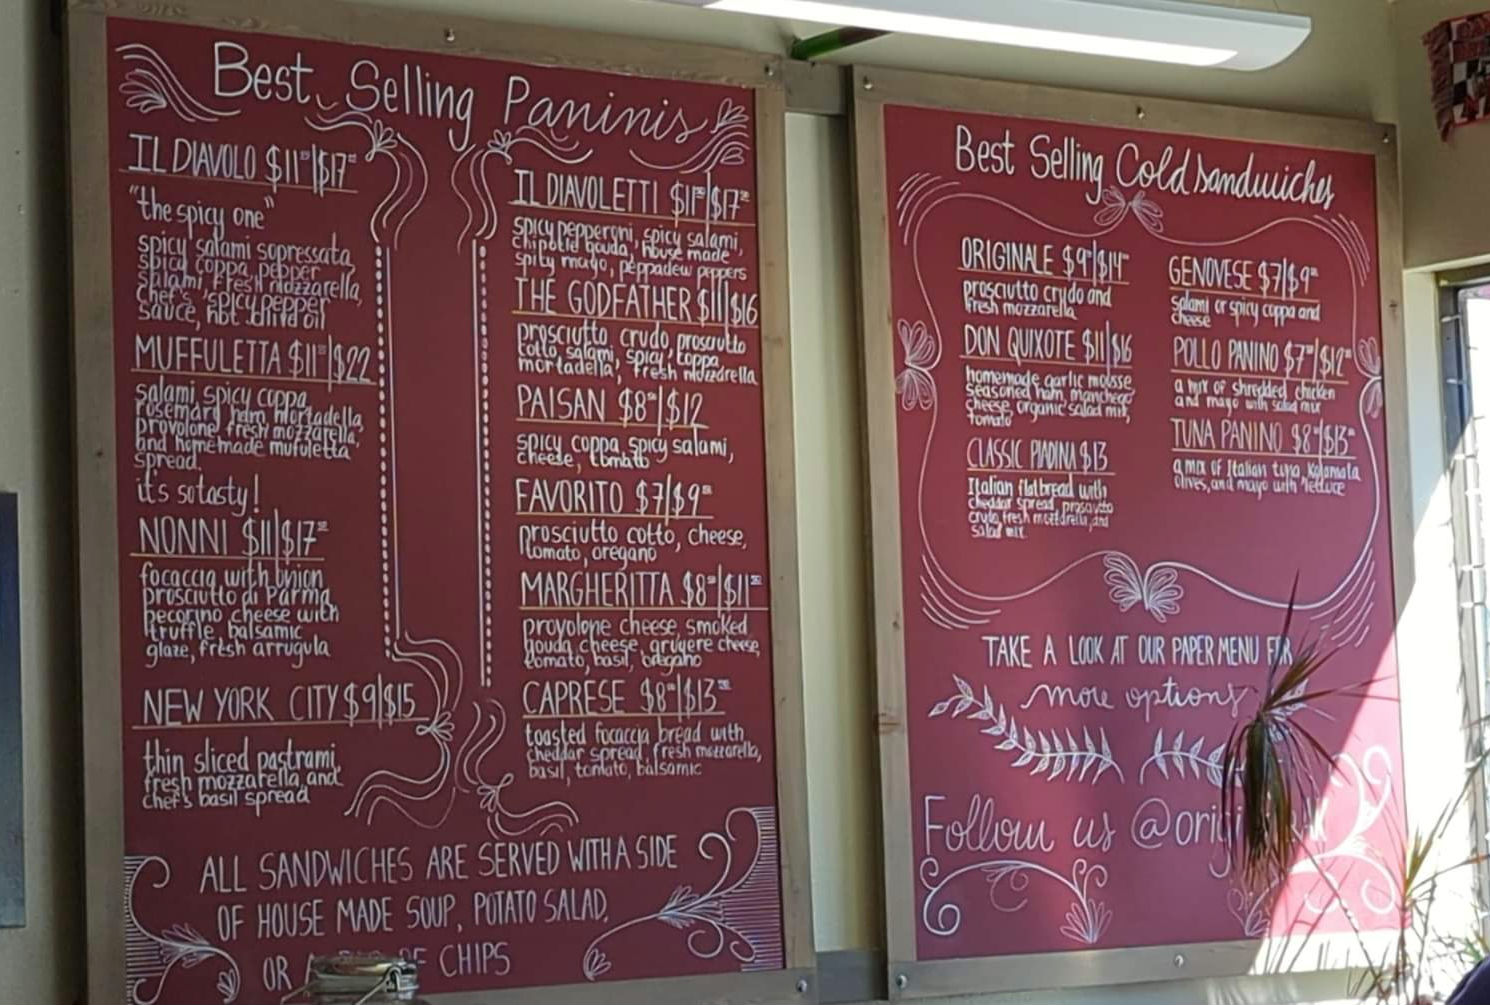 Best Selling Paninis
IL DIAVOLO $11|$17
"the spicy one"
spicy salami sopressata,
spicy coppa, pepper
salami, fresh mozzarella,
chef's spicy pepper
sauce, hot chili oil
MUFFULETTA $11|$22
salami, spicy coppa,
rosemary ham, mortadella,
provolone, fresh mozzarella,
and homemade mufuletta
spread.
it's so tasty!
NONNI $11|$17
focaccia with onion
prosciutto di Parma
pecorino cheese with
truffle, balsamic
glaze, fresh arrugula
NEW YORK CITY $9|$15
thin sliced pastrami,
fresh mozzarella and
chef's basil spread
IL DIAVOLETTI $11|$17
spicy pepperoni, spicy salami,
chipotle gouda, house made
spicy mayo, peppadew peppers
THE GODFATHER $11|$16
prosciutto crudo, prosciutto
cotto, salami, spicy coppa
mortadella, fresh mozzarella
PAISAN $8|$12
spicy coppa, spicy salami,
cheese, tomato
FAVORITO $7|$9
prosciutto cotto, cheese,
tomato, oregano
MARGHERITTA $8|$11
provolone cheese, smoked
gouda cheese, gruyere cheese,
tomato, basil, oregano
CAPRESE $8|$13
toasted focaccia bread with
cheddar spread, fresh mozzarella,
basil, tomato, balsamic
ALL SANDWICHES ARE SERVED WITH A SIDE
OF HOUSE MADE SOUP, POTATO SALAD,
OR A OF CHIPS
Best Selling Cold Sandwiches
ORIGINALE $9|$14
prosciutto crudo and
fresh mozzarella
DON QUIXOTE $11|$16
homemade garlic mousse,
seasoned ham, manchego
cheese, organic salad mix,
tomato
CLASSIC PIADINA $13
Italian flatbread with
cheddar spread, prosciutto
crudo, fresh mozzarella, and
salad mix.
GENOVESE $7|$9
salami or spicy coppa and
cheese
POLLO PANINO $7|$12
a mix of shredded chicken
and mayo with salad mix
TUNA PANINO $8|$13
a mix of Italian tuna, kalamata
olives, and mayo with lettuce
TAKE A LOOK AT OUR PAPER MENU FOR
more options
Follow us